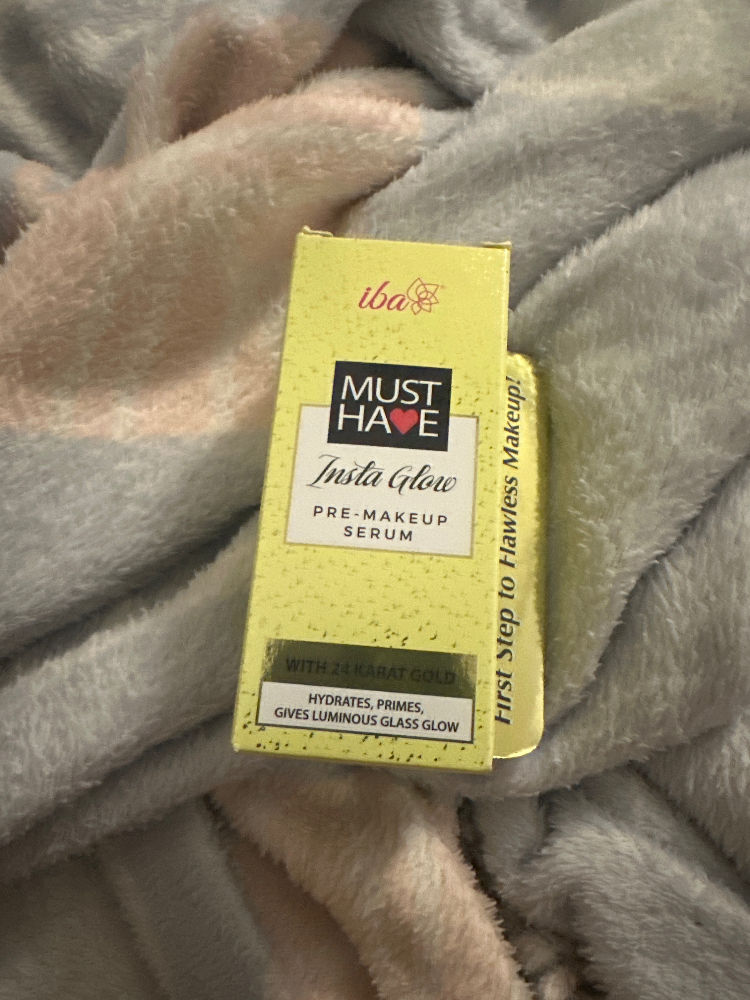 iba
MUST
HAVE
Insta Glow
PRE-MAKEUP
SERUM
WITH 24 KARAT GOLD
HYDRATES, PRIMES,
GIVES LUMINOUS GLASS GLOW
First Step to Flawless Makeup!